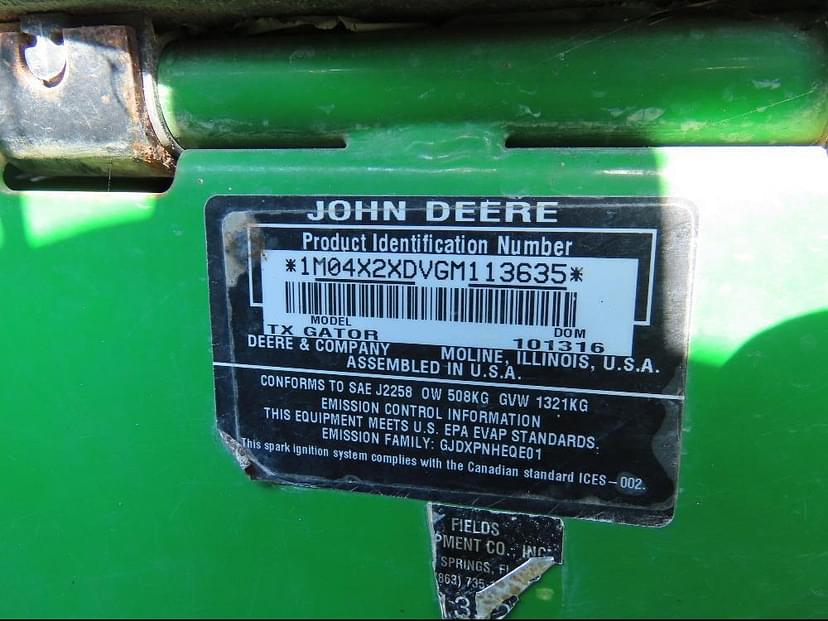 JOHN DEERE
Product Identification Number
*1M04X2XDVGM113635*
MODEL DOM
TX GATOR 101316
DEERE & COMPANY MOLINE, ILLINOIS, U.S.A.
ASSEMBLED IN U.S.A.
CONFORMS TO SAE J2258 OW 508KG GVW 1321KG
EMISSION CONTROL INFORMATION
THIS EQUIPMENT MEETS U.S. EPA EVAP STANDARDS.
EMISSION FAMILY: GJDXPNHEQE01
This spark ignition system complies with the Canadian standard ICES-002.
FIELDS
PMENT CO., INC.
SPRINGS, FL
(863) 735-